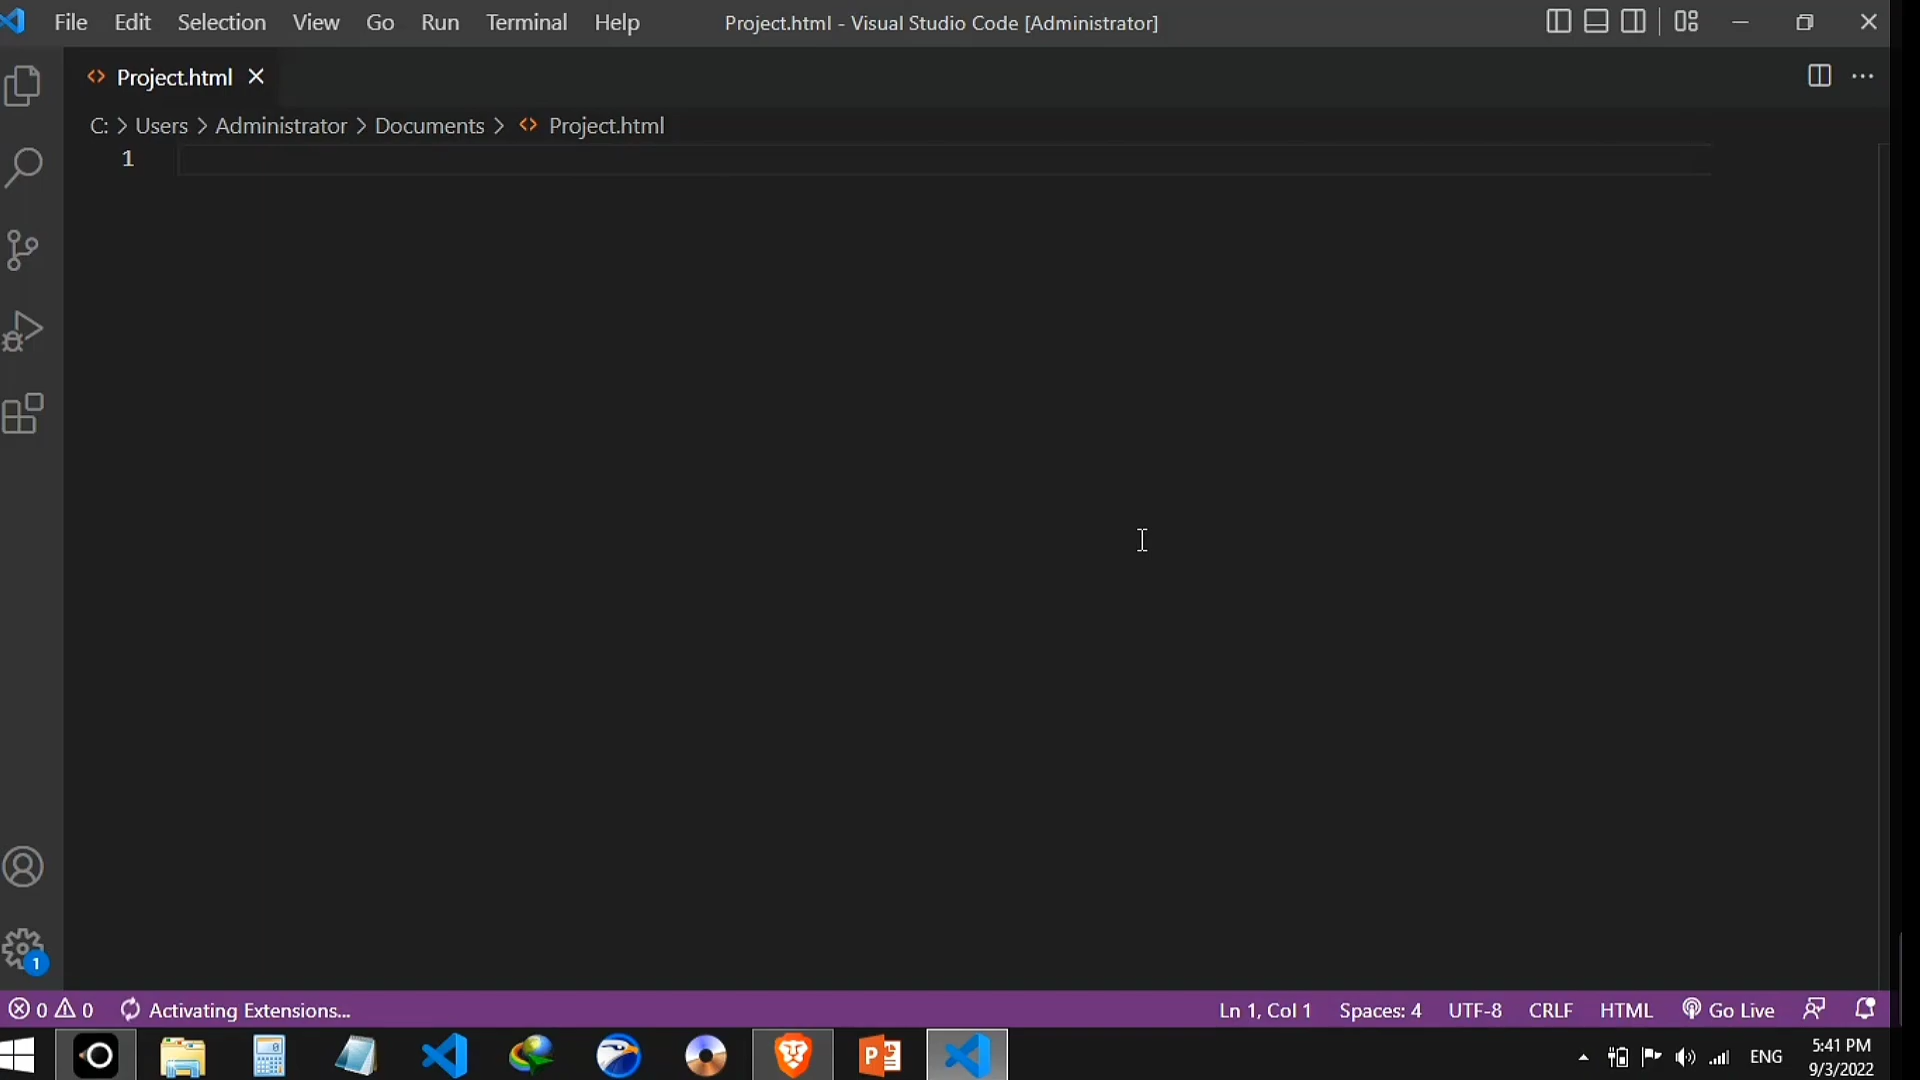 File Edit Selection View Go Run Terminal Help Project.html - Visual Studio Code [Administrator]
Project.html
C: > Users > Administrator > Documents > Project.html
1
1
0 0 Activating Extensions... Ln 1, Col 1 Spaces: 4 UTF-8 CRLF HTML Go Live
ENG 5:41 PM
9/3/2022